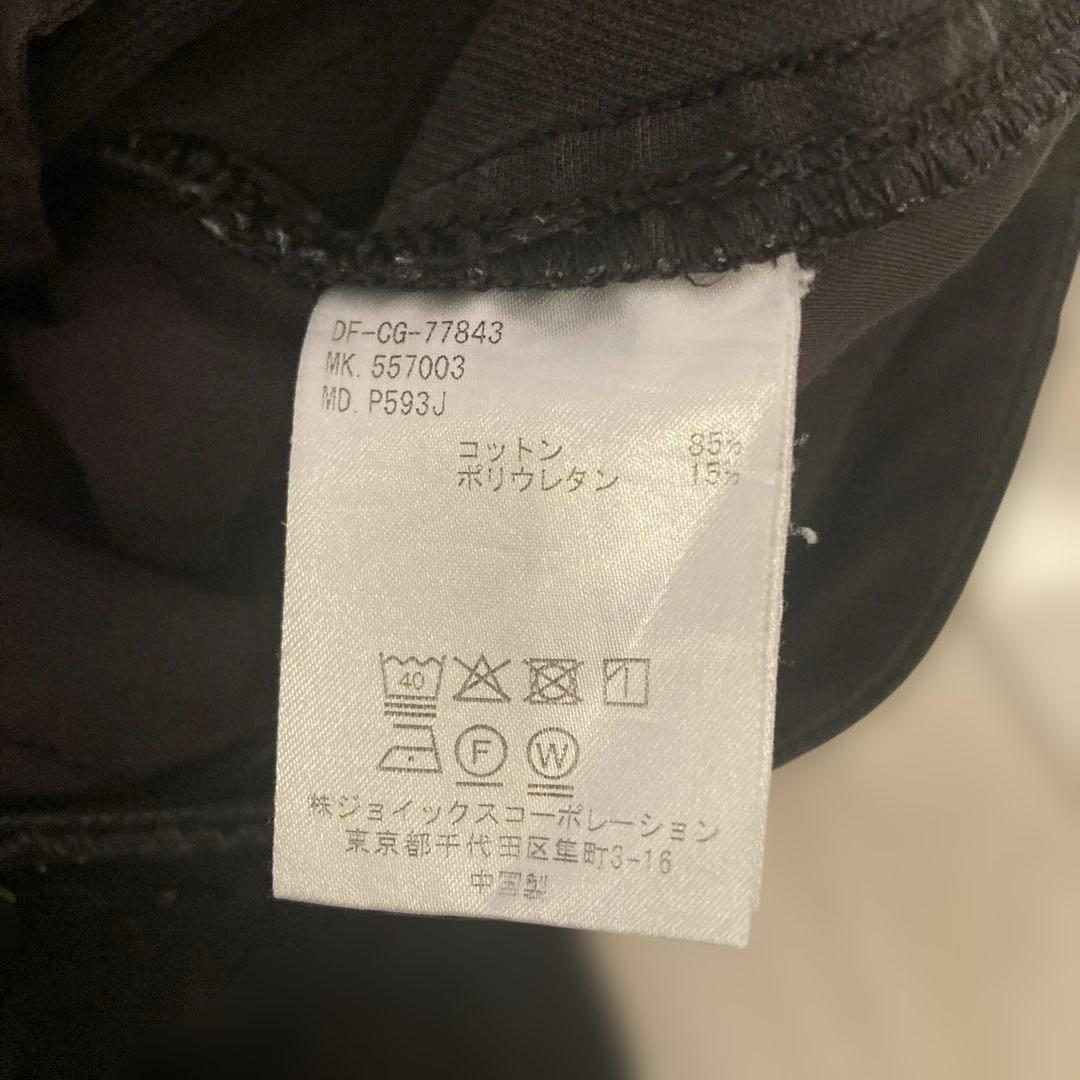 DF-CG-77843
MK. 557003
MD. P593J
コットン 85%
ポリウレタン 15%
40
F
W
株ジョイックスコーポレーション
東京都千代田区隼町3-16
中国製